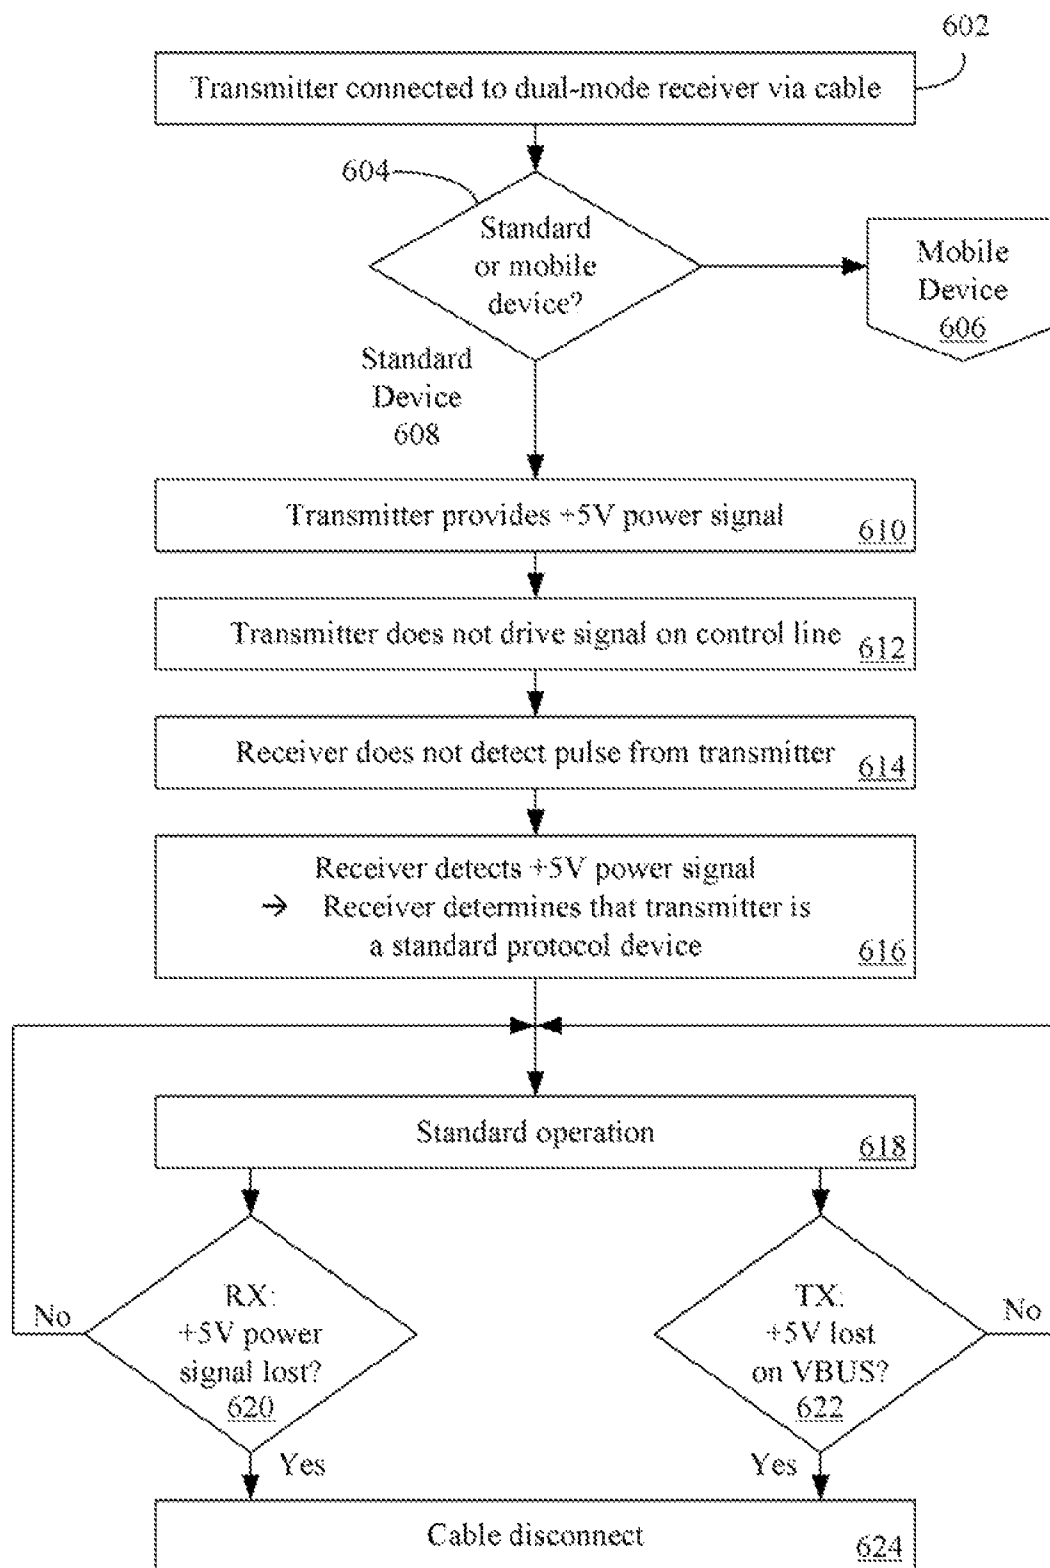 602
Transmitter connected to dual-mode receiver via cable
604
Standard
or mobile
device?
Mobile
Device
606
Standard
Device
608
Transmitter provides +5V power signal
610
Transmitter does not drive signal on control line
612
Receiver does not detect pulse from transmitter
614
Receiver detects +5V power signal
→ Receiver determines that transmitter is
a standard protocol device
616
Standard operation
618
No
RX:
+5V power
signal lost?
620
TX:
+5V lost
on VBUS?
622
No
Yes
Yes
Cable disconnect
624